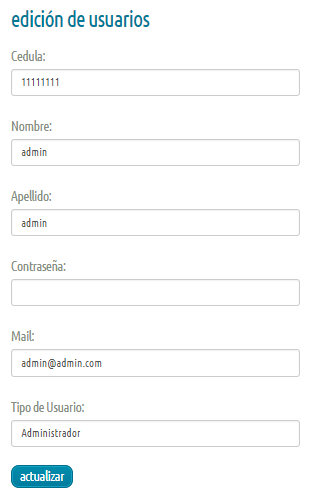 edición de usuarios
Cedula:
11111111
Nombre:
admin
Apellido:
admin
Contraseña:
Mail:
admin@admin.com
Tipo de Usuario:
Administrador
actualizar